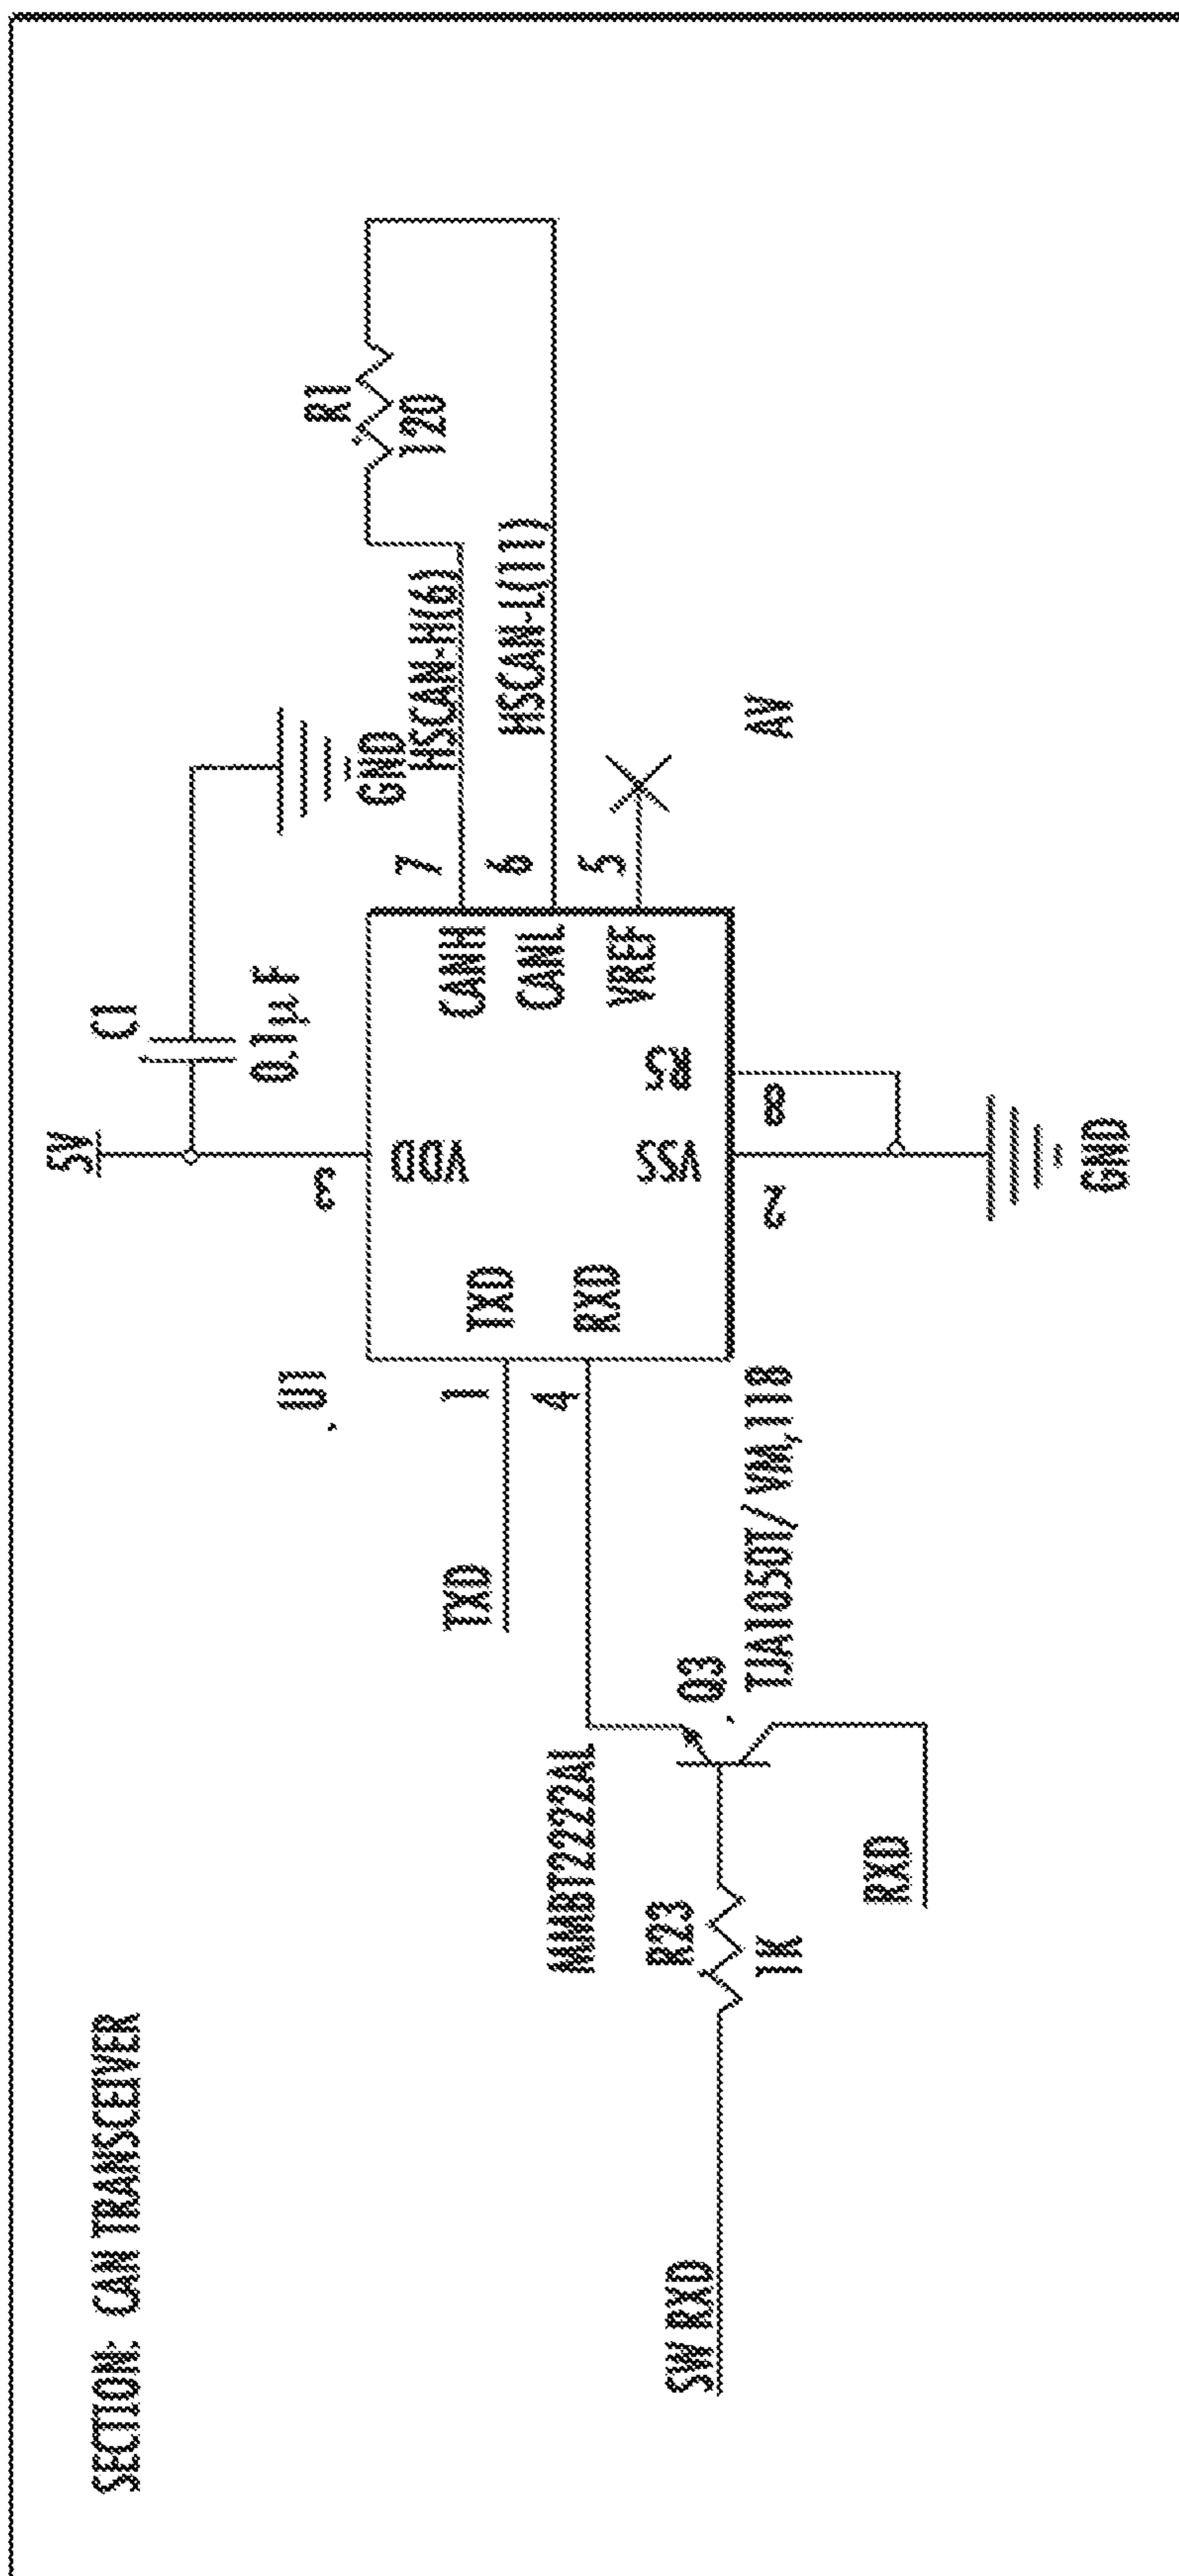 SECTION: CAN TRANSCEIVER
5V
C1
0.1µF
GND
U1
3
VDD
R1
120
TXD
1
TXD
CANH
7
HSCAN-H(6)
4
RXD
CANL
6
HSCAN-L(11)
VREF
5
MMBT2222AL
VSS
RS
SW RXD
R23
1K
Q3
2
8
TJA1050T/ VM,118
AV
RXD
GND